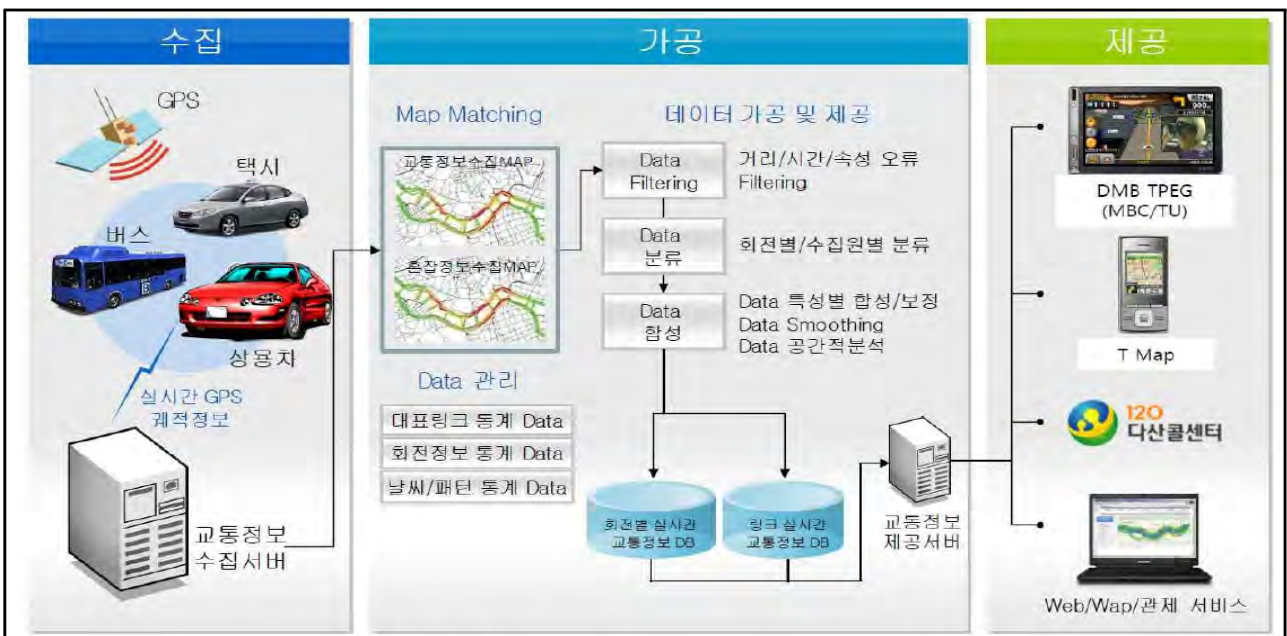 수집
GPS
택시
버스
상용차
실시간 GPS
궤적정보
교통정보
수집서버
가공
Map Matching
교통정보수집MAP
혼잡정보수집MAP
Data 관리
대표링크 통계 Data
회전정보 통계 Data
날씨/패턴 통계 Data
데이터 가공 및 제공
Data
Filtering
거리/시간/속성 오류
Filtering
Data
분류
회전별/수집원별 분류
Data
합성
Data 특성별 합성/보정
Data Smoothing
Data 공간적분석
회전별 실시간
교통정보 DB
링크 실시간
교통정보 DB
교통정보
제공서버
제공
DMB TPEG
(MBC/TU)
T Map
120
다산콜센터
Web/Wap/관제 서비스